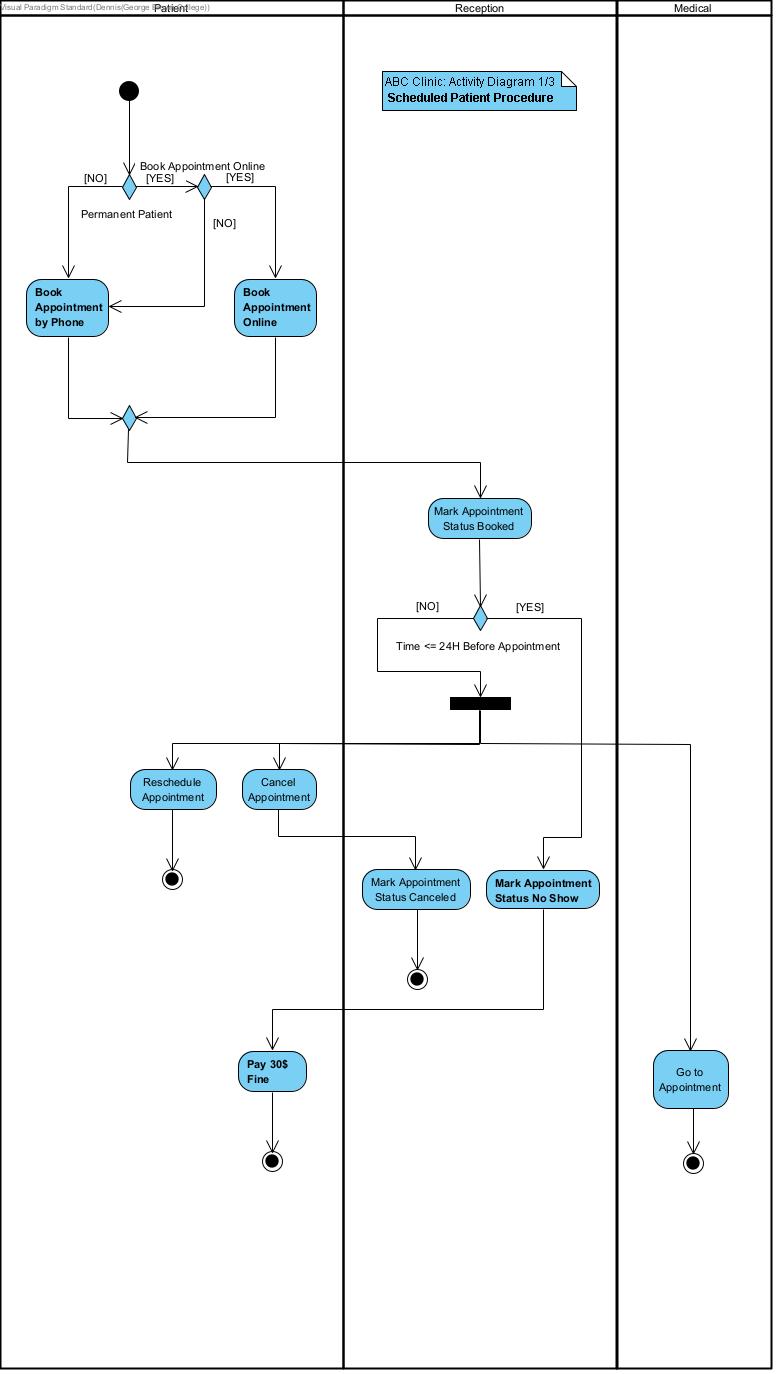 Visual Paradigm Standard(Dennis(George
College))
Patient
Reception
Medical
ABC Clinic: Activity Diagram 1/3
Scheduled Patient Procedure
Book Appointment Online
[NO]
[YES]
[YES]
Permanent Patient
[NO]
Book
Appointment
by Phone
Book
Appointment
Online
Mark Appointment
Status Booked
[NO]
[YES]
Time <= 24H Before Appointment
Reschedule
Appointment
Cancel
Appointment
Mark Appointment
Status Canceled
Mark Appointment
Status No Show
Pay 30$
Fine
Go to
Appointment